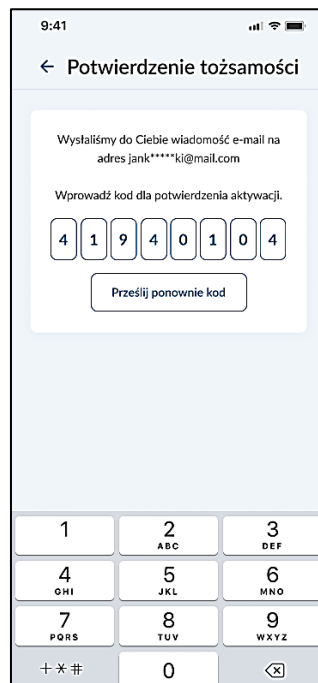 9:41
← Potwierdzenie tożsamości
Wysłaliśmy do Ciebie wiadomość e-mail na
adres jank*****ki@mail.com
Wprowadź kod dla potwierdzenia aktywacji.
4 1 9 4 0 1 0 4
Prześlij ponownie kod
1 2 3
ABC DEF
4 5 6
GHI JKL MNO
7 8 9
PQRS TUV WXYZ
+*# 0